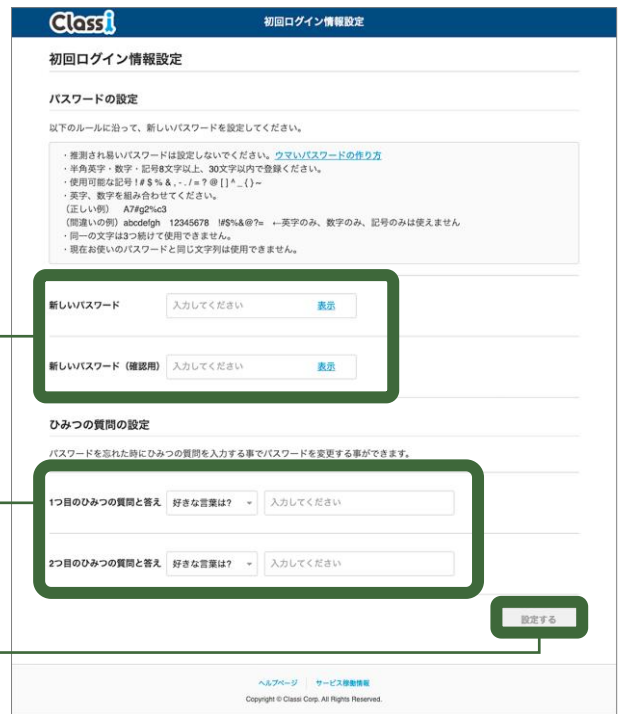 Classi
初回ログイン情報設定
初回ログイン情報設定
パスワードの設定
以下のルールに沿って、新しいパスワードを設定してください。
・推測され易いパスワードは設定しないでください。ウマいパスワードの作り方
・半角英字・数字・記号8文字以上、30文字以内で登録ください。
・使用可能な記号 ! # $ % & , - . / = ? @ [ ] ^ _ { } ~
・英字、数字を組み合わせてください。
(正しい例) A7#g2%c3
(間違いの例) abcdefgh 12345678 !#$%&@?= ←英字のみ、数字のみ、記号のみは使えません
・同一の文字は3つ続けて使用できません。
・現在お使いのパスワードと同じ文字列は使用できません。
新しいパスワード 入力してください 表示
新しいパスワード（確認用） 入力してください 表示
ひみつの質問の設定
パスワードを忘れた時にひみつの質問を入力する事でパスワードを変更する事ができます。
1つ目のひみつの質問と答え 好きな言葉は? 入力してください
2つ目のひみつの質問と答え 好きな言葉は? 入力してください
設定する
ヘルプページ サービス稼働情報
Copyright © Classi Corp. All Rights Reserved.